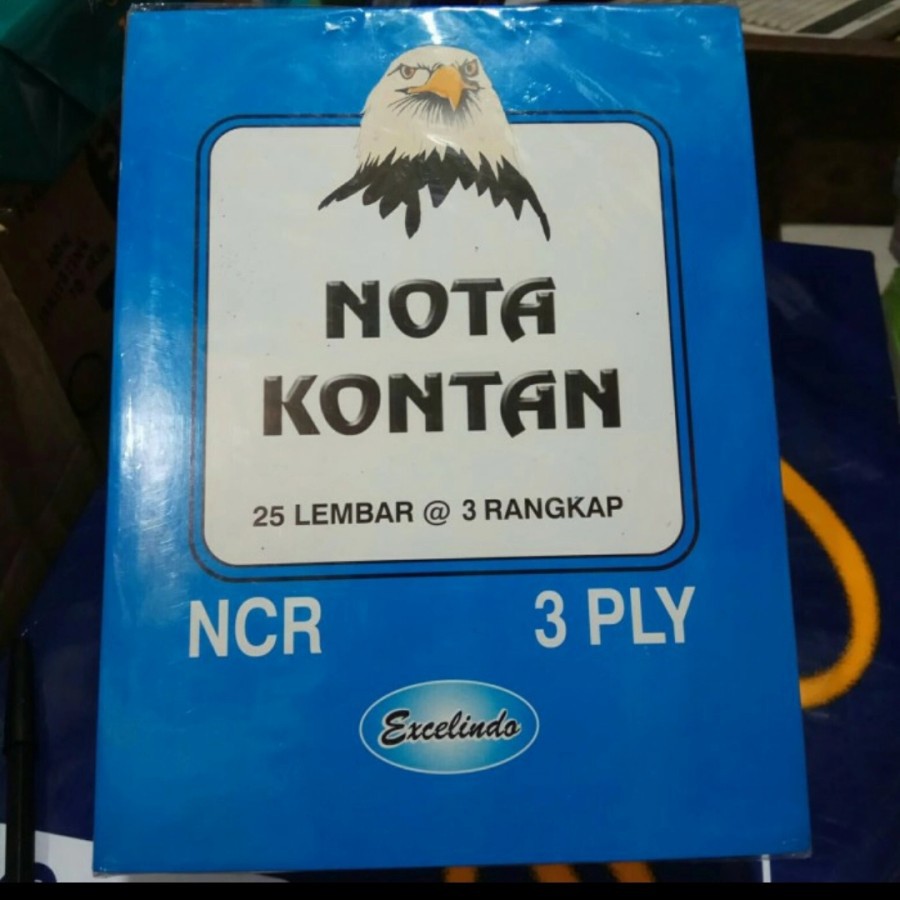 NOTA
KONTAN
25 LEMBAR @ 3 RANGKAP
NCR
3 PLY
Excelindo